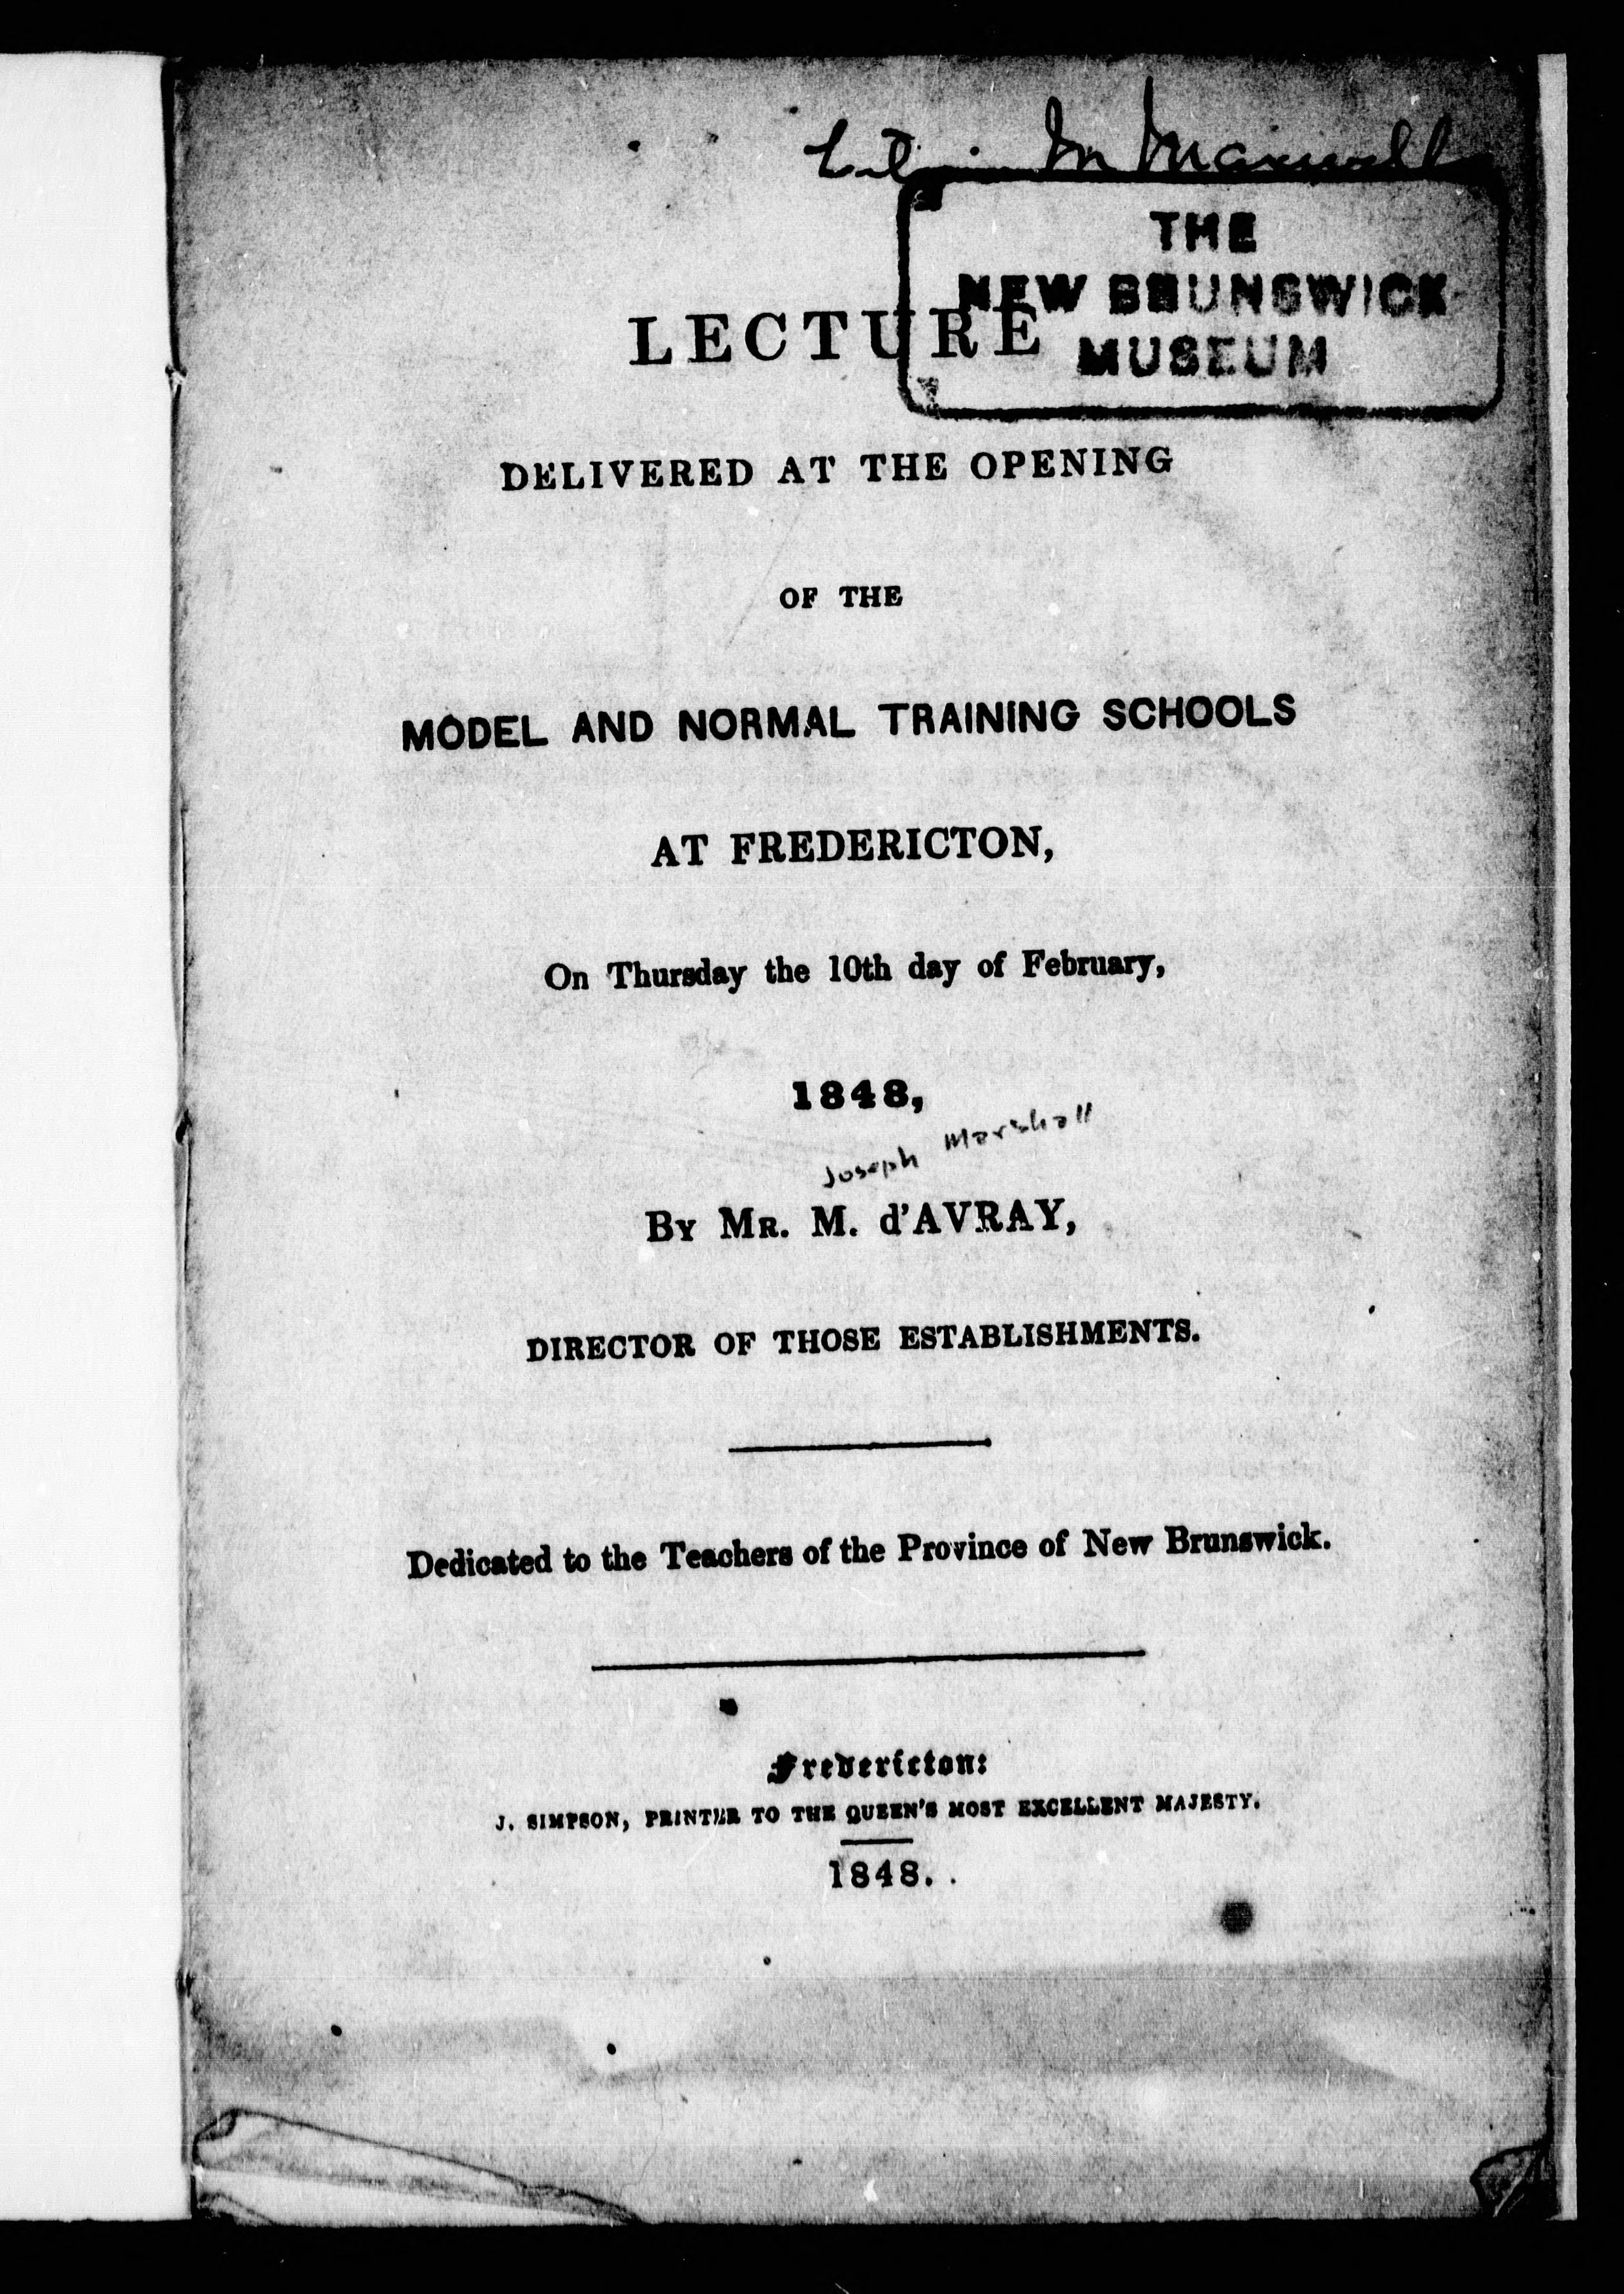 M Maxwell
THE
NEW BRUNSWICK
MUSEUM
LECTURE
DELIVERED AT THE OPENING
OF THE
MODEL AND NORMAL TRAINING SCHOOLS
AT FREDERICTON,
On Thursday the 10th day of February,
1848,
Joseph Marshall
BY MR. M. d'AVRAY,
DIRECTOR OF THOSE ESTABLISHMENTS.
Dedicated to the Teachers of the Province of New Brunswick.
Fredericton:
J. SIMPSON, PRINTER TO THE QUEEN'S MOST EXCELLENT MAJESTY.
1848.